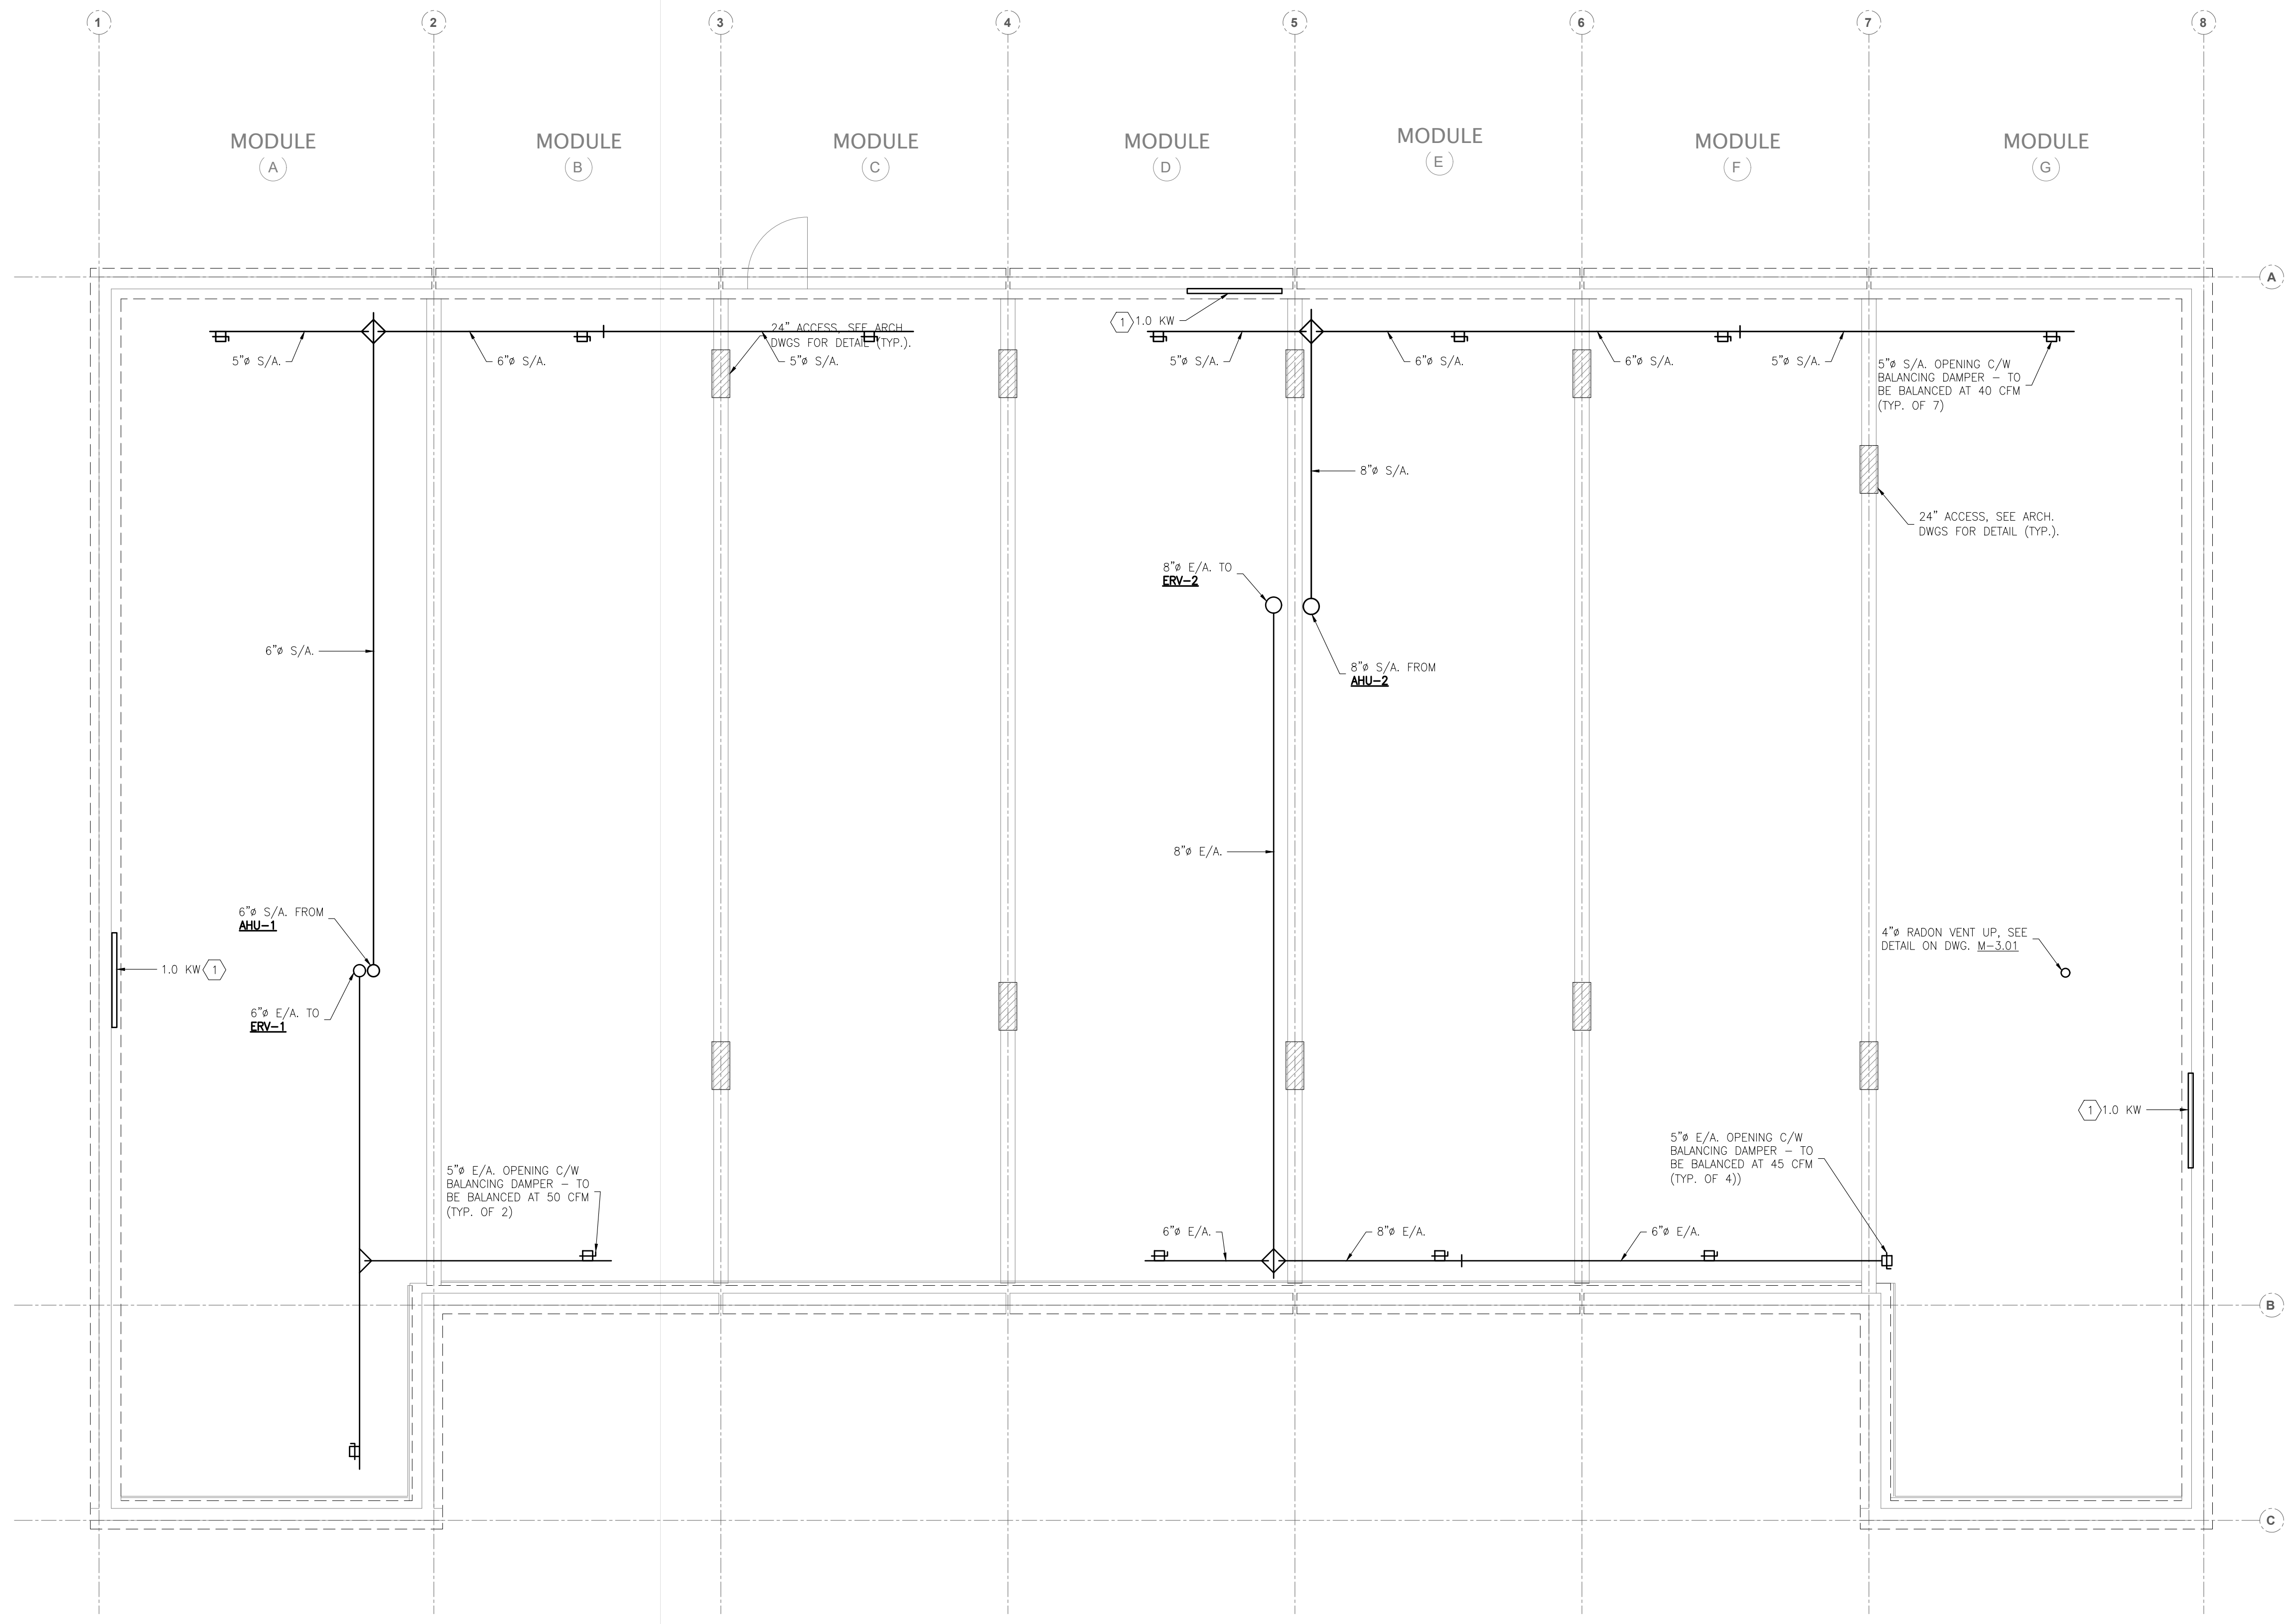 1
2
3
4
5
6
7
8
MODULE
A
MODULE
B
MODULE
C
MODULE
D
MODULE
E
MODULE
F
MODULE
G
A
1 1.0 KW
24" ACCESS, SEE ARCH.
DWGS FOR DETAIL (TYP.).
5"ø S/A.
6"ø S/A.
5"ø S/A.
5"ø S/A.
6"ø S/A.
6"ø S/A.
5"ø S/A.
5"ø S/A. OPENING C/W
BALANCING DAMPER – TO
BE BALANCED AT 40 CFM
(TYP. OF 7)
8"ø S/A.
24" ACCESS, SEE ARCH.
DWGS FOR DETAIL (TYP.).
8"ø E/A. TO
ERV-2
6"ø S/A.
8"ø S/A. FROM
AHU-2
8"ø E/A.
6"ø S/A. FROM
AHU-1
4"ø RADON VENT UP, SEE
DETAIL ON DWG. M-3.01
1.0 KW 1
6"ø E/A. TO
ERV-1
1 1.0 KW
5"ø E/A. OPENING C/W
BALANCING DAMPER – TO
BE BALANCED AT 45 CFM
(TYP. OF 4))
5"ø E/A. OPENING C/W
BALANCING DAMPER – TO
BE BALANCED AT 50 CFM
(TYP. OF 2)
6"ø E/A.
8"ø E/A.
6"ø E/A.
B
C